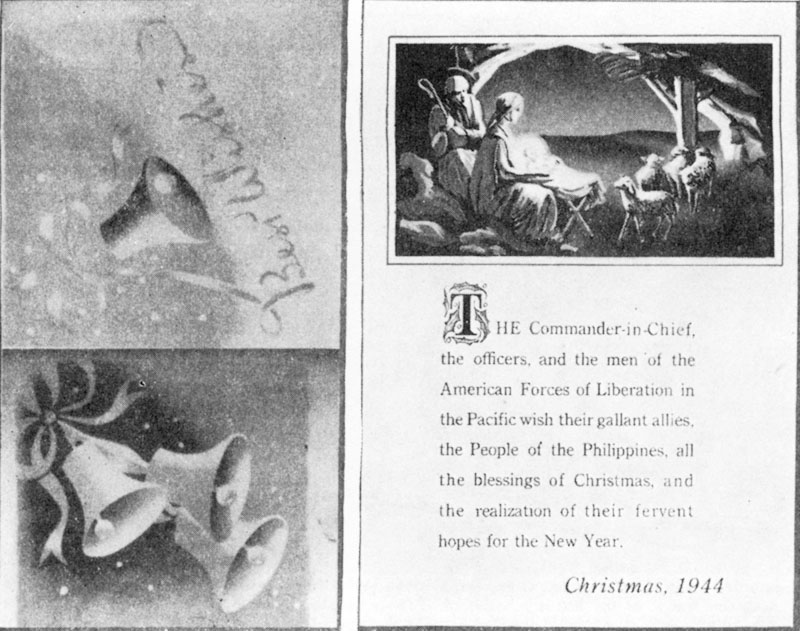 Best Wishes
THE Commander-in-Chief,
the officers, and the men of the
American Forces of Liberation in
the Pacific wish their gallant allies,
the People of the Philippines, all
the blessings of Christmas, and
the realization of their fervent
hopes for the New Year.
Christmas, 1944